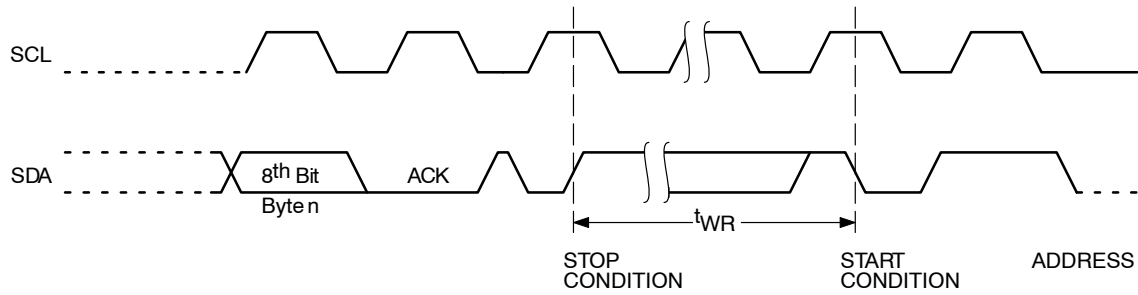 SCL
SDA
8th Bit
Byte n
ACK
tWR
STOP
CONDITION
START
CONDITION
ADDRESS